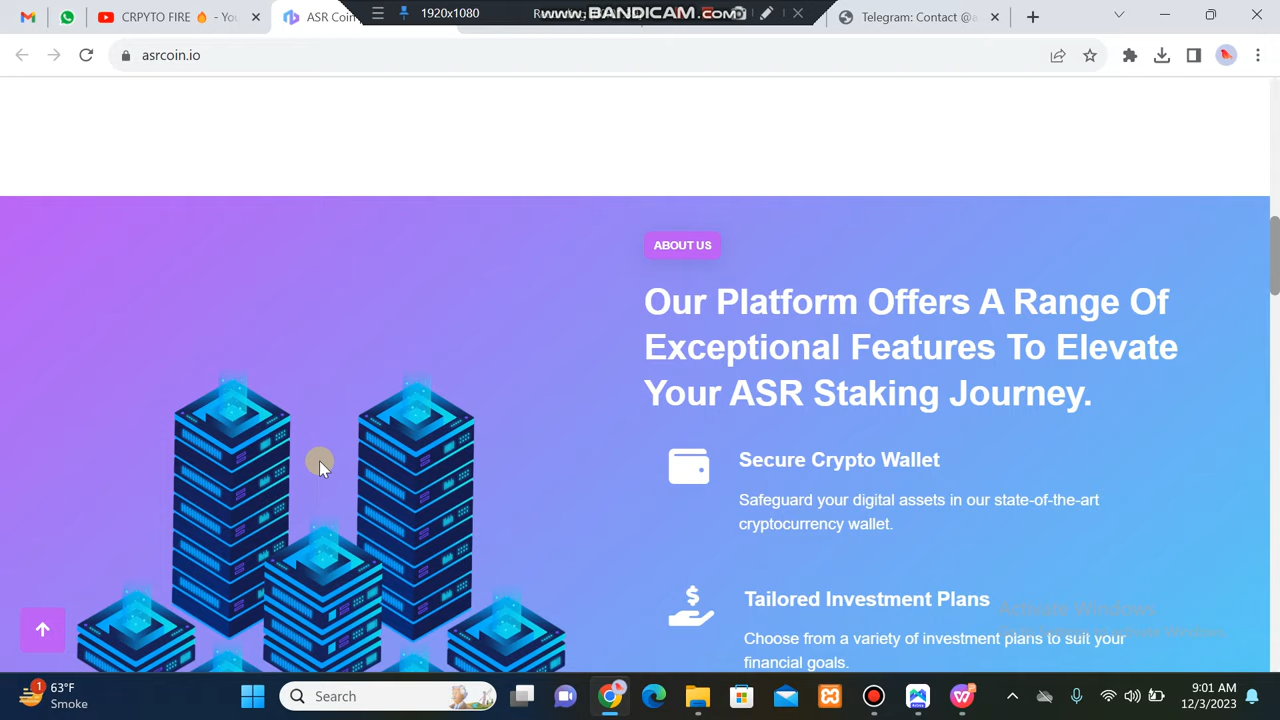 1920x1080
www.BANDICAM.com
CRPTO FIRE 🔥 - You
ASR Coin
Telegram: Contact @a
asrcoin.io
ABOUT US
Our Platform Offers A Range Of
Exceptional Features To Elevate
Your ASR Staking Journey.
Secure Crypto Wallet
Safeguard your digital assets in our state-of-the-art
cryptocurrency wallet.
Tailored Investment Plans
Activate Windows
Choose from a variety of investment plans to suit your
financial goals.
1
63°F
Smoke
Search
9:01 AM
12/3/2023